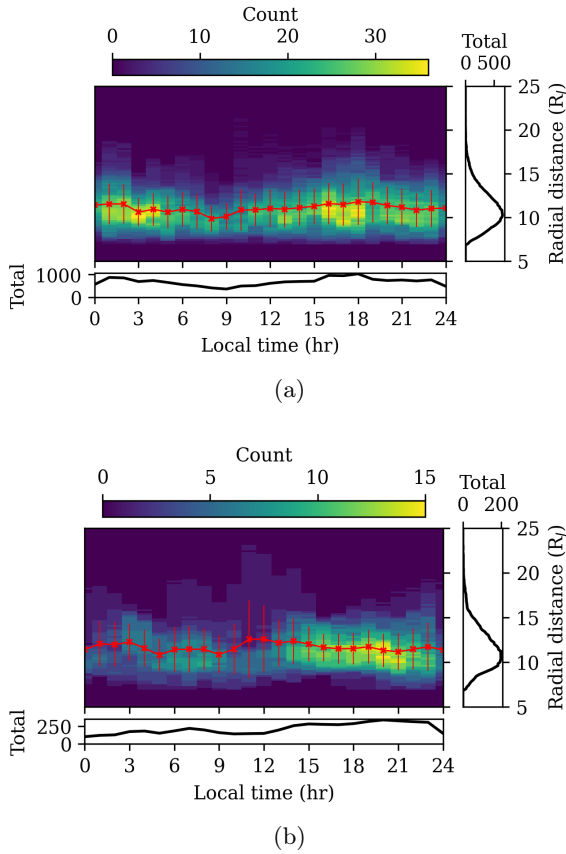 Count
0 10 20 30
Total
0 500
25
20
15
10
5
Radial distance (R_J)
Total
1000
0
0 3 6 9 12 15 18 21 24
Local time (hr)
(a)
Count
0 5 10 15
Total
0 200
25
20
15
10
5
Radial distance (R_J)
Total
250
0
0 3 6 9 12 15 18 21 24
Local time (hr)
(b)